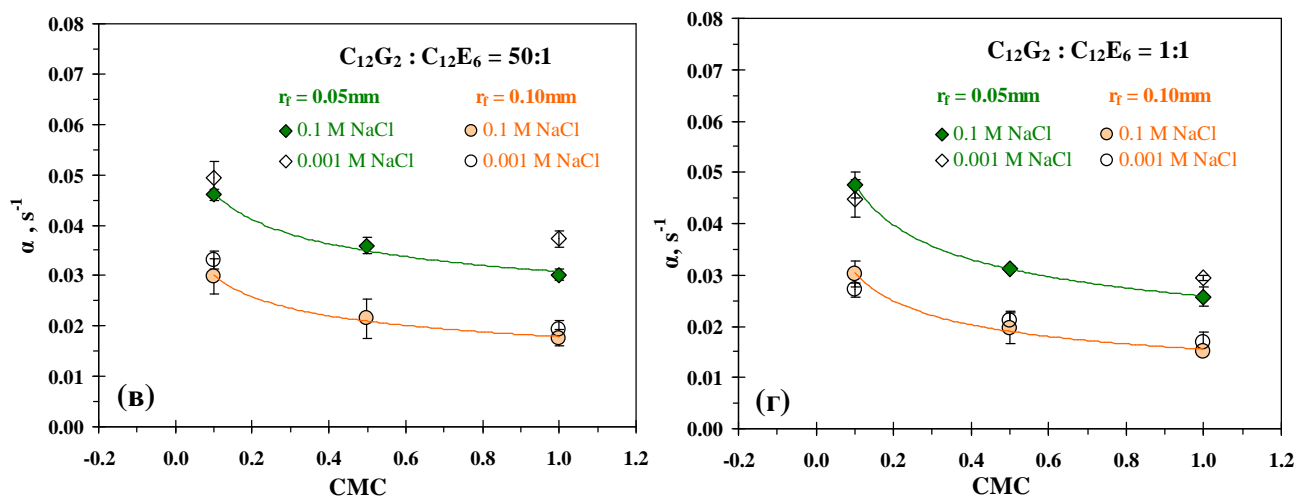 0.08
0.07
0.06
0.05
0.04
0.03
0.02
0.01
0.00
α , s⁻¹
C₁₂G₂ : C₁₂E₆ = 50:1
r_f = 0.05mm r_f = 0.10mm
0.1 M NaCl 0.1 M NaCl
0.001 M NaCl 0.001 M NaCl
(в)
-0.2 0.0 0.2 0.4 0.6 0.8 1.0 1.2
CMC
0.08
0.07
0.06
0.05
0.04
0.03
0.02
0.01
0.00
α, s⁻¹
C₁₂G₂ : C₁₂E₆ = 1:1
r_f = 0.05mm r_f = 0.10mm
0.1 M NaCl 0.1 M NaCl
0.001 M NaCl 0.001 M NaCl
(г)
-0.2 0.0 0.2 0.4 0.6 0.8 1.0 1.2
CMC